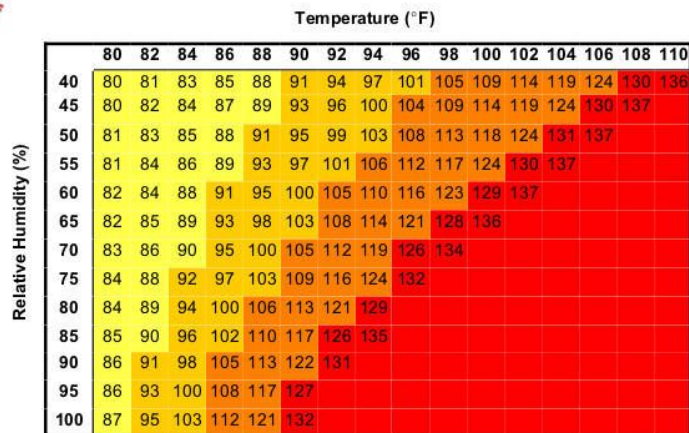 Temperature (°F)
80 82 84 86 88 90 92 94 96 98 100 102 104 106 108 110
Relative Humidity (%)
40 80 81 83 85 88 91 94 97 101 105 109 114 119 124 130 136
45 80 82 84 87 89 93 96 100 104 109 114 119 124 130 137
50 81 83 85 88 91 95 99 103 108 113 118 124 131 137
55 81 84 86 89 93 97 101 106 112 117 124 130 137
60 82 84 88 91 95 100 105 110 116 123 129 137
65 82 85 89 93 98 103 108 114 121 128 136
70 83 86 90 95 100 105 112 119 126 134
75 84 88 92 97 103 109 116 124 132
80 84 89 94 100 106 113 121 129
85 85 90 96 102 110 117 126 135
90 86 91 98 105 113 122 131
95 86 93 100 108 117 127
100 87 95 103 112 121 132